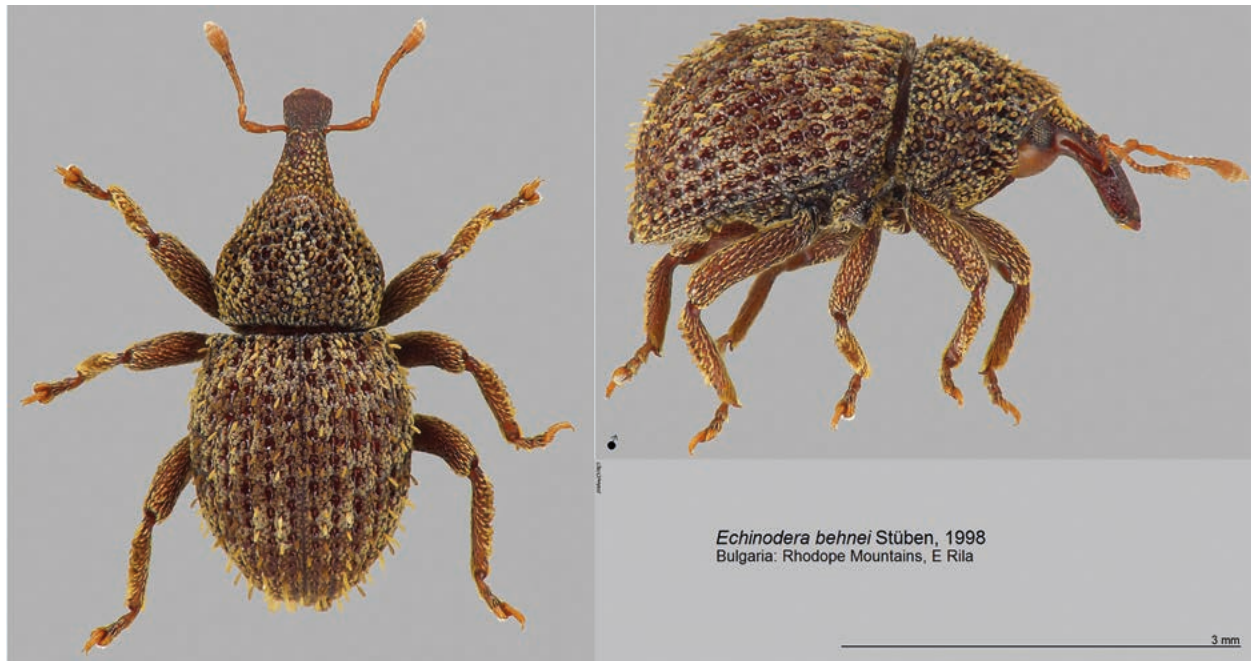 Echinodera behnei Stüben, 1998
Bulgaria: Rhodope Mountains, E Rila
3 mm